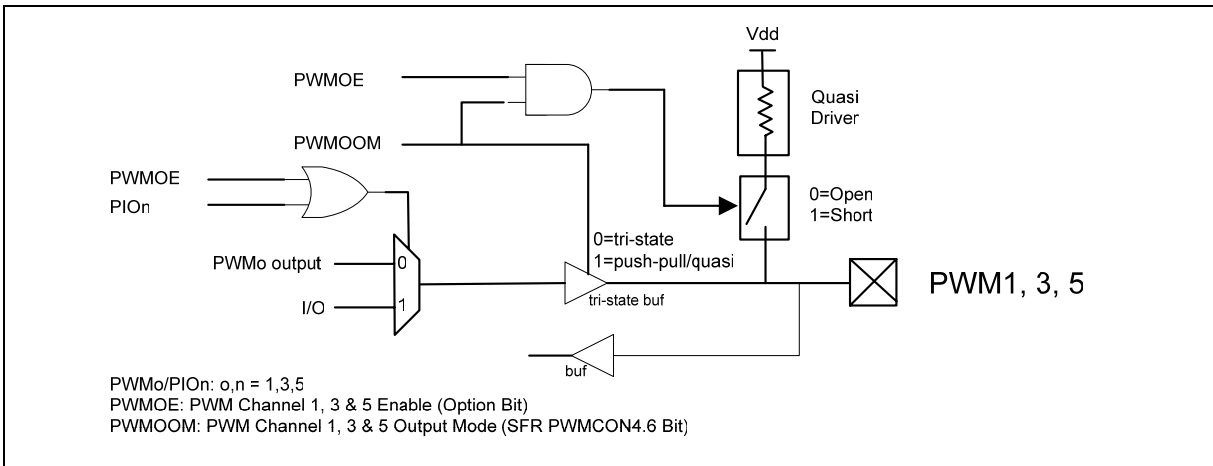 Vdd
PWMOE
Quasi
Driver
PWMOOM
PWMOE
PIOn
0=Open
1=Short
0=tri-state
1=push-pull/quasi
PWMo output
0
I/O
1
tri-state buf
PWM1, 3, 5
buf
PWMo/PIOn: o,n = 1,3,5
PWMOE: PWM Channel 1, 3 & 5 Enable (Option Bit)
PWMOOM: PWM Channel 1, 3 & 5 Output Mode (SFR PWMCON4.6 Bit)